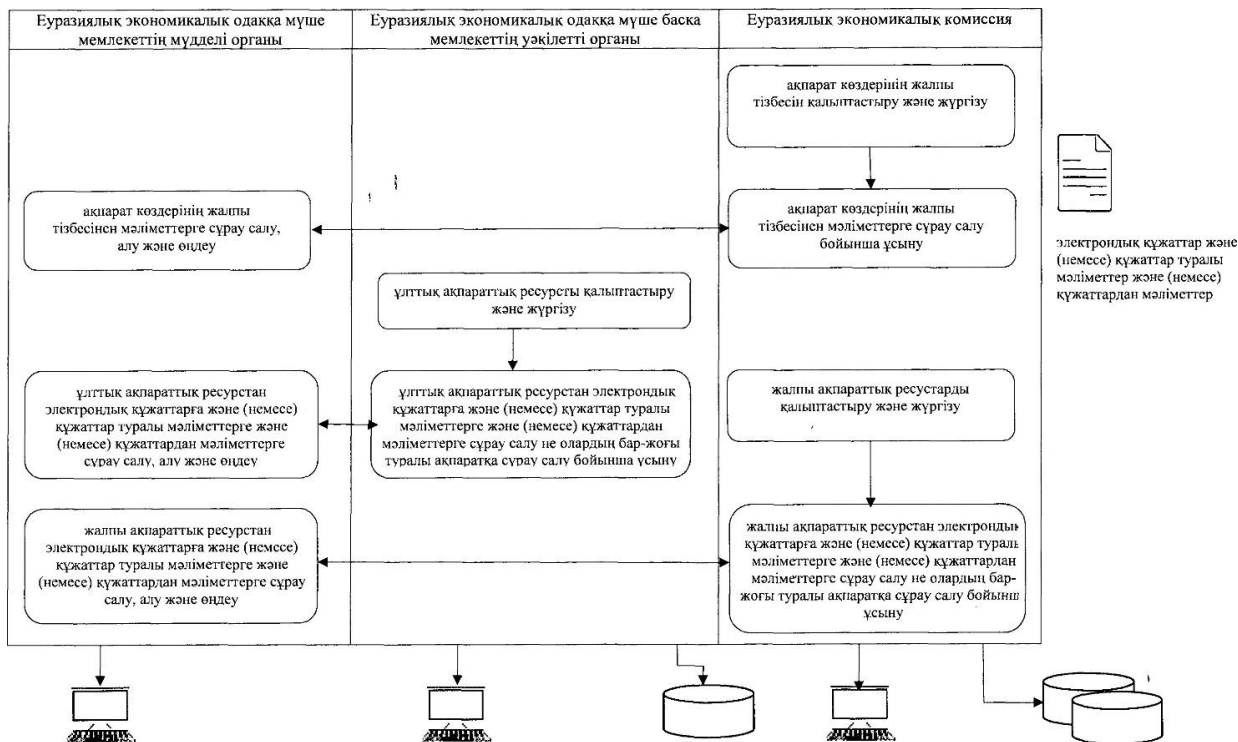 Еуразиялық экономикалық одаққа мүше
мемлекеттің мүдделі органы
Еуразиялық экономикалық одаққа мүше баска
мемлекеттің уәкілетті органы
Еуразиялық экономикалық комиссия
ақпарат көздерінің жалпы
тізбесін қалыптастыру және жүргізу
ақпарат көздерінің жалпы
тізбесінен мәліметтерге сұрау салу,
алу және өңдеу
ақпарат көздерінің жалпы
тізбесінен мәліметтерге сұрау салу
бойынша ұсыну
электрондық құжаттар және
(немесе) құжаттар туралы
мәліметтер және (немесе)
құжаттардан мәліметтер
ұлттық ақпараттық ресурсты қалыптастыру
және жүргізу
ұлттық ақпараттық ресурстан
электрондық құжаттарға және (немесе)
құжаттар туралы мәліметтерге және
(немесе) құжаттардан мәліметтерге
сұрау салу, алу және өңдеу
ұлттық ақпараттық ресурстан электрондық
құжаттарға және (немесе) құжаттар туралы
мәліметтерге және (немесе) құжаттардан
мәліметтерге сұрау салу не олардың бар-жоғы
туралы ақпаратқа сұрау салу бойынша ұсыну
жалпы ақпараттық ресустарды
қалыптастыру және жүргізу
жалпы ақпараттық ресурстан
электрондық құжаттарға және (немесе)
құжаттар туралы мәліметтерге және
(немесе) құжаттардан мәліметтерге сұрау
салу, алу және өңдеу
жалпы ақпараттық ресурстан электрондық
құжаттарға және (немесе) құжаттар туралы
мәліметтерге және (немесе) құжаттардан
мәліметтерге сұрау салу не олардың бар-
жоғы туралы ақпаратқа сұрау салу бойынша
ұсыну